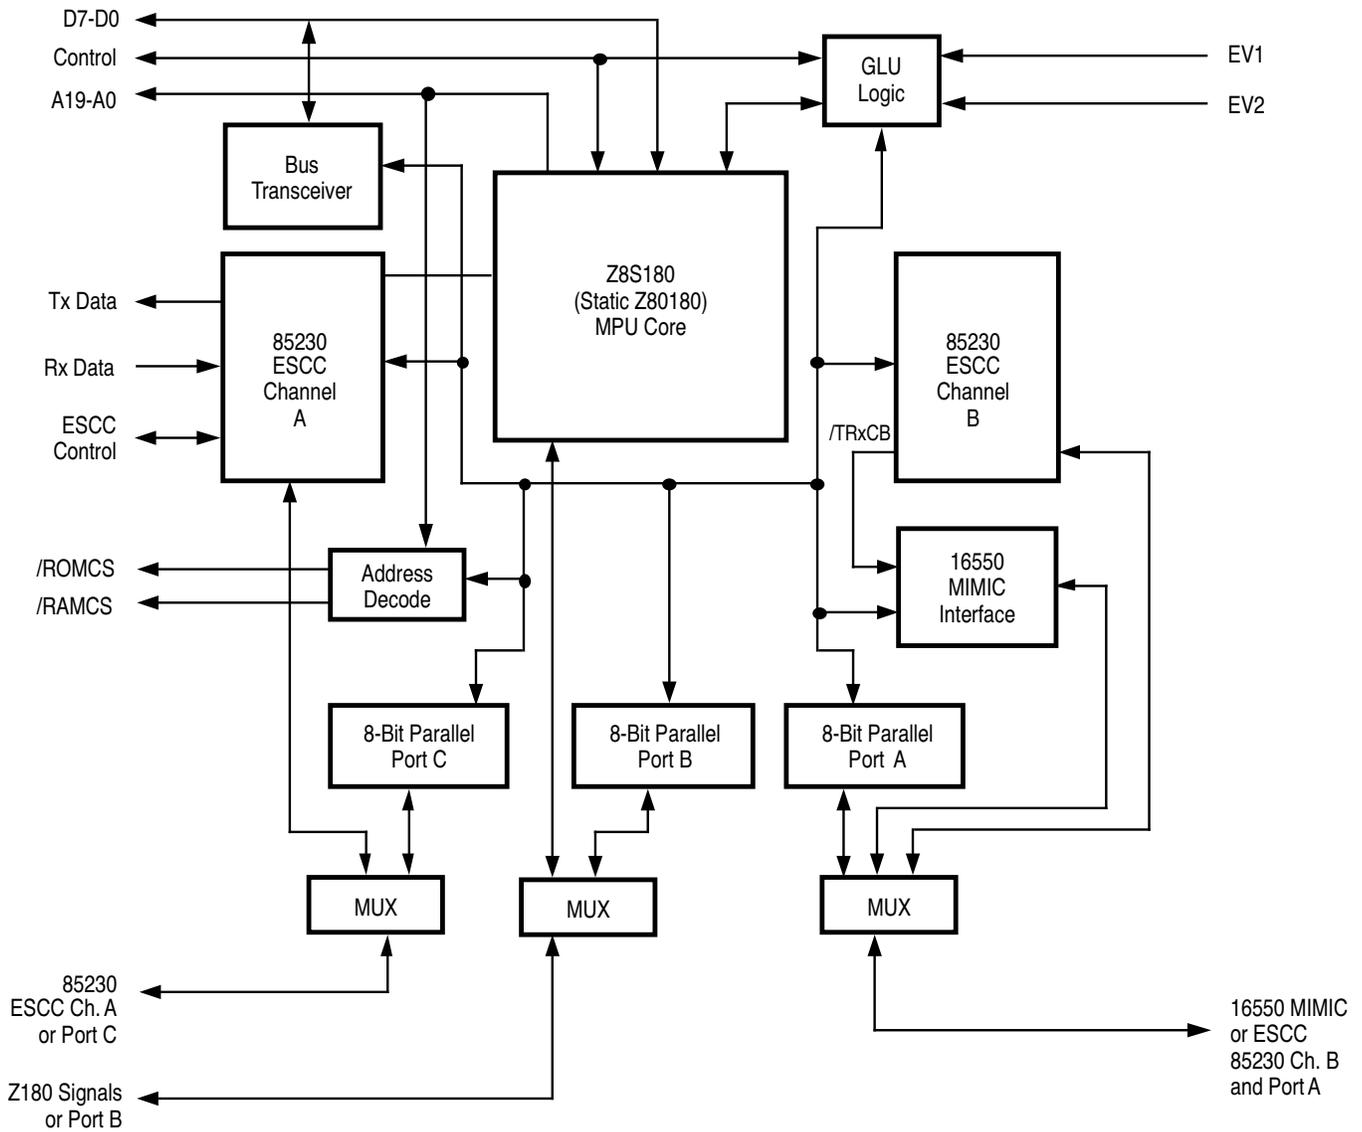 D7-D0
Control
A19-A0
GLU
Logic
EV1
EV2
Bus
Transceiver
Z8S180
(Static Z80180)
MPU Core
Tx Data
Rx Data
ESCC
Control
85230
ESCC
Channel
A
85230
ESCC
Channel
B
/TRxCB
/ROMCS
/RAMCS
Address
Decode
16550
MIMIC
Interface
8-Bit Parallel
Port C
8-Bit Parallel
Port B
8-Bit Parallel
Port A
MUX
MUX
MUX
85230
ESCC Ch. A
or Port C
16550 MIMIC
or ESCC
85230 Ch. B
and Port A
Z180 Signals
or Port B